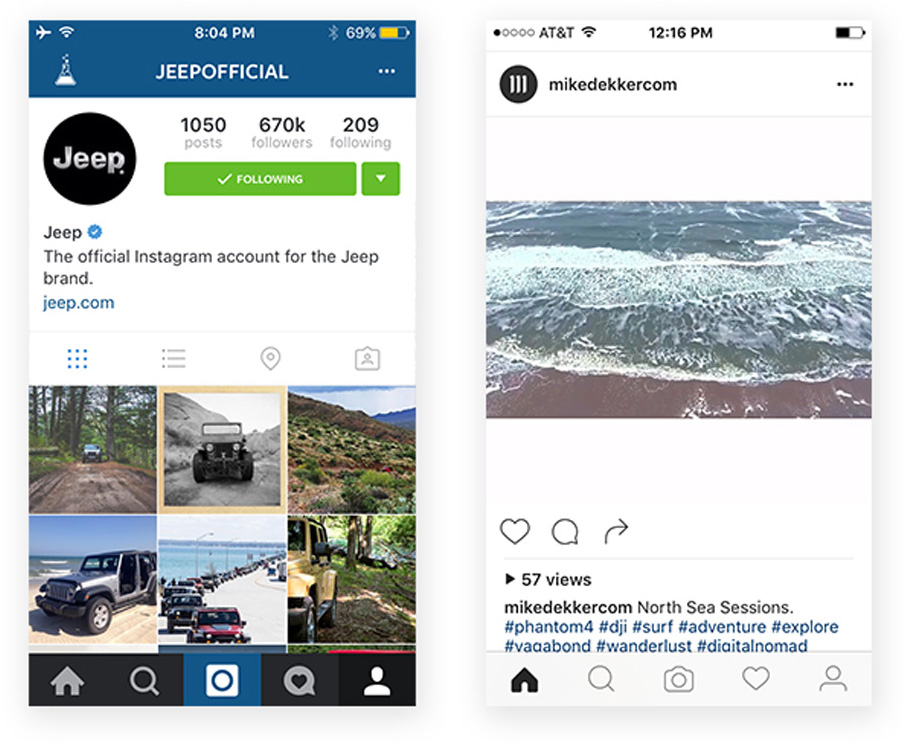 8:04 PM
69%
JEEPOFFICIAL
Jeep
1050
670k
209
posts
followers
following
FOLLOWING
Jeep
The official Instagram account for the Jeep
brand.
jeep.com
AT&T
12:16 PM
mikedekkercom
57 views
mikedekkercom North Sea Sessions.
#phantom4 #dji #surf #adventure #explore
#vagabond #wanderlust #digitalnomad